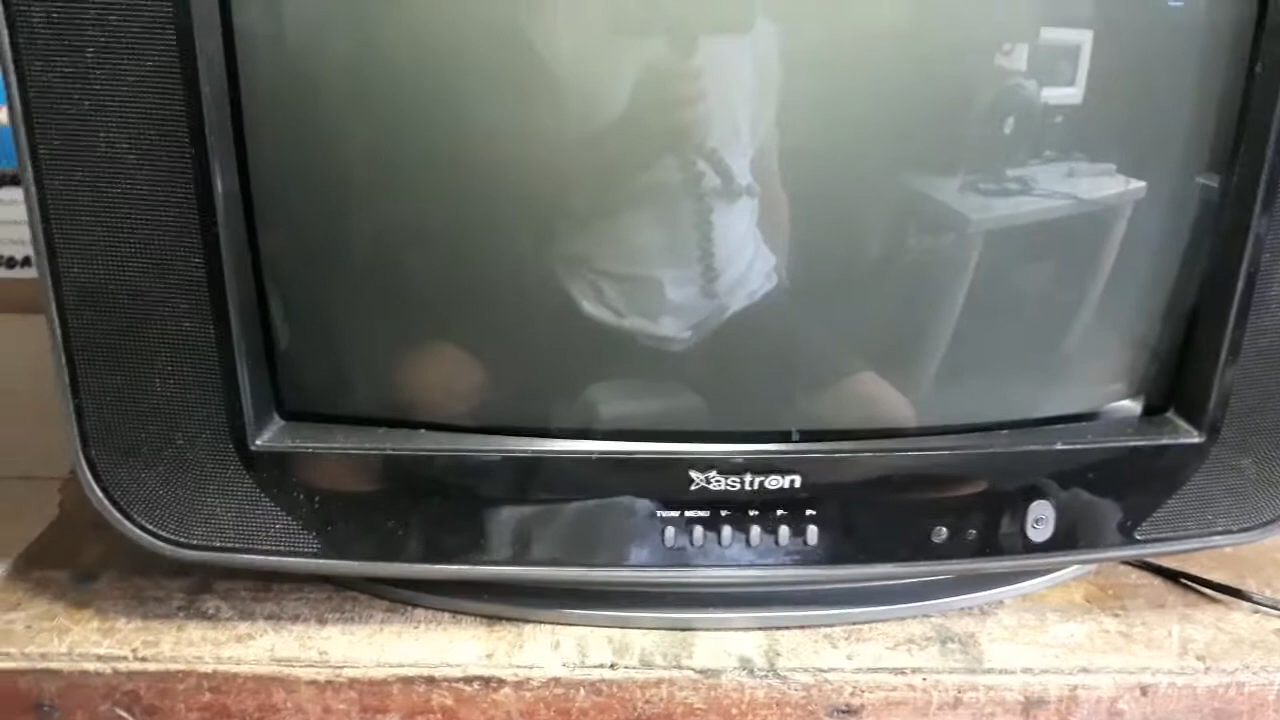 Xastron
TV/AV MENU V- V+ P- P+